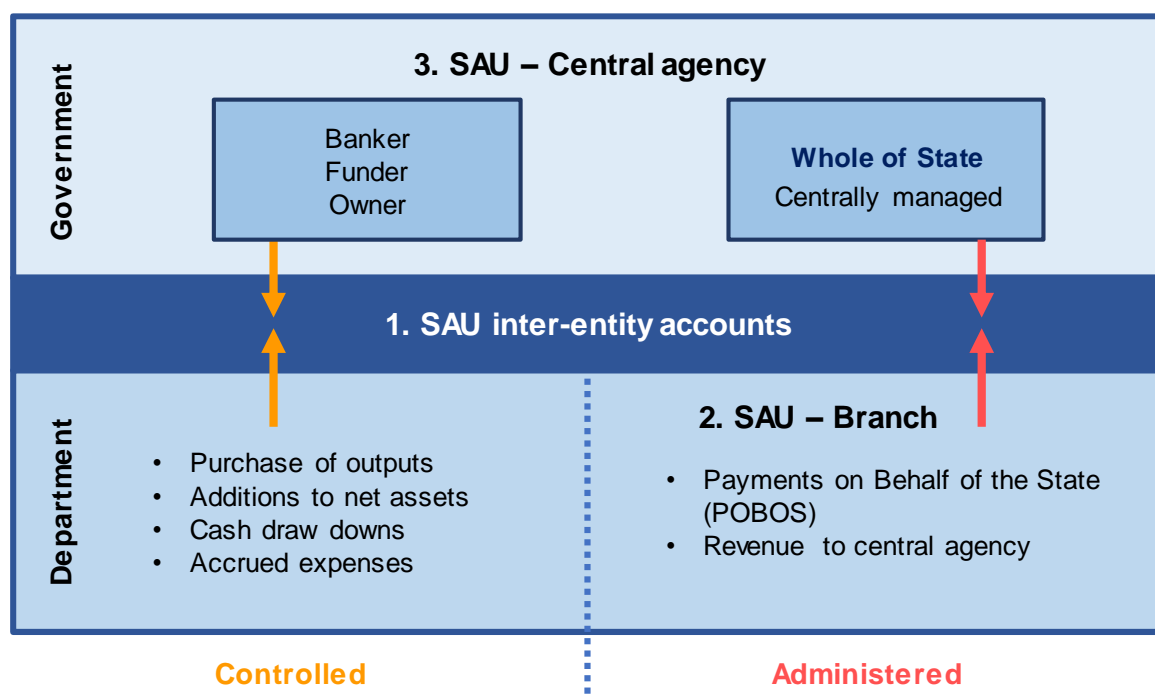 Government
3. SAU – Central agency
Banker
Funder
Owner
Whole of State
Centrally managed
1. SAU inter-entity accounts
Department
• Purchase of outputs
• Additions to net assets
• Cash draw downs
• Accrued expenses
2. SAU – Branch
• Payments on Behalf of the State
(POBOS)
• Revenue to central agency
Controlled
Administered